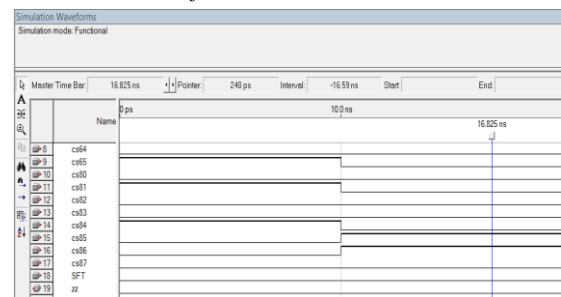 Simulation Waveforms
Simulation mode: Functional
Master Time Bar: 16.825 ns Pointer: 240 ps Interval: -16.59 ns Start: End:
Name 0 ps 10.0 ns
16.825 ns
8 cs64
9 cs65
10 cs80
11 cs81
12 cs82
13 cs83
14 cs84
15 cs85
16 cs86
17 cs87
18 SFT
19 zz